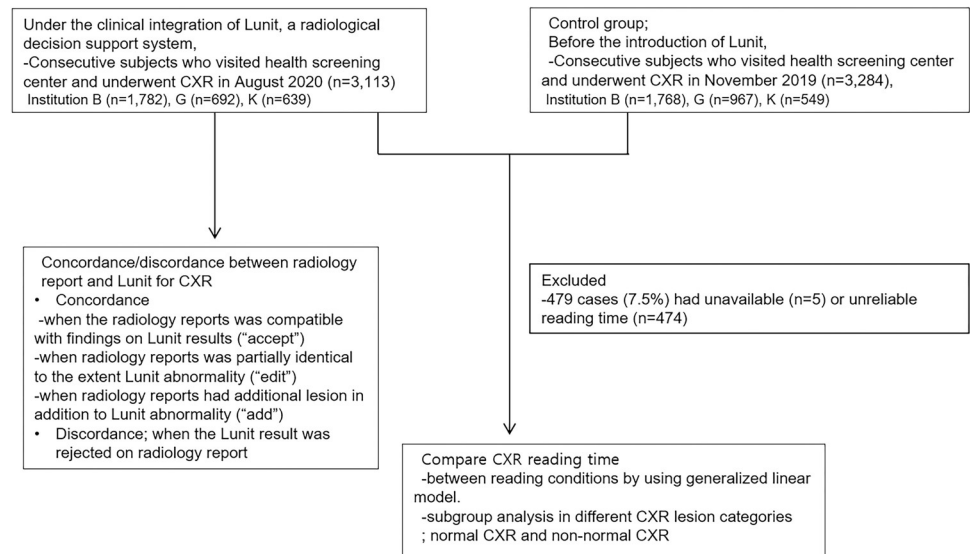 Under the clinical integration of Lunit, a radiological
decision support system,
-Consecutive subjects who visited health screening
center and underwent CXR in August 2020 (n=3,113)
Institution B (n=1,782), G (n=692), K (n=639)
Control group;
Before the introduction of Lunit,
-Consecutive subjects who visited health screening center
and underwent CXR in November 2019 (n=3,284),
Institution B (n=1,768), G (n=967), K (n=549)
Concordance/discordance between radiology
report and Lunit for CXR
• Concordance
-when the radiology reports was compatible
with findings on Lunit results (“accept”)
-when radiology reports was partially identical
to the extent Lunit abnormality (“edit”)
-when radiology reports had additional lesion in
addition to Lunit abnormality (“add”)
• Discordance; when the Lunit result was
rejected on radiology report
Excluded
-479 cases (7.5%) had unavailable (n=5) or unreliable
reading time (n=474)
Compare CXR reading time
-between reading conditions by using generalized linear
model.
-subgroup analysis in different CXR lesion categories
; normal CXR and non-normal CXR